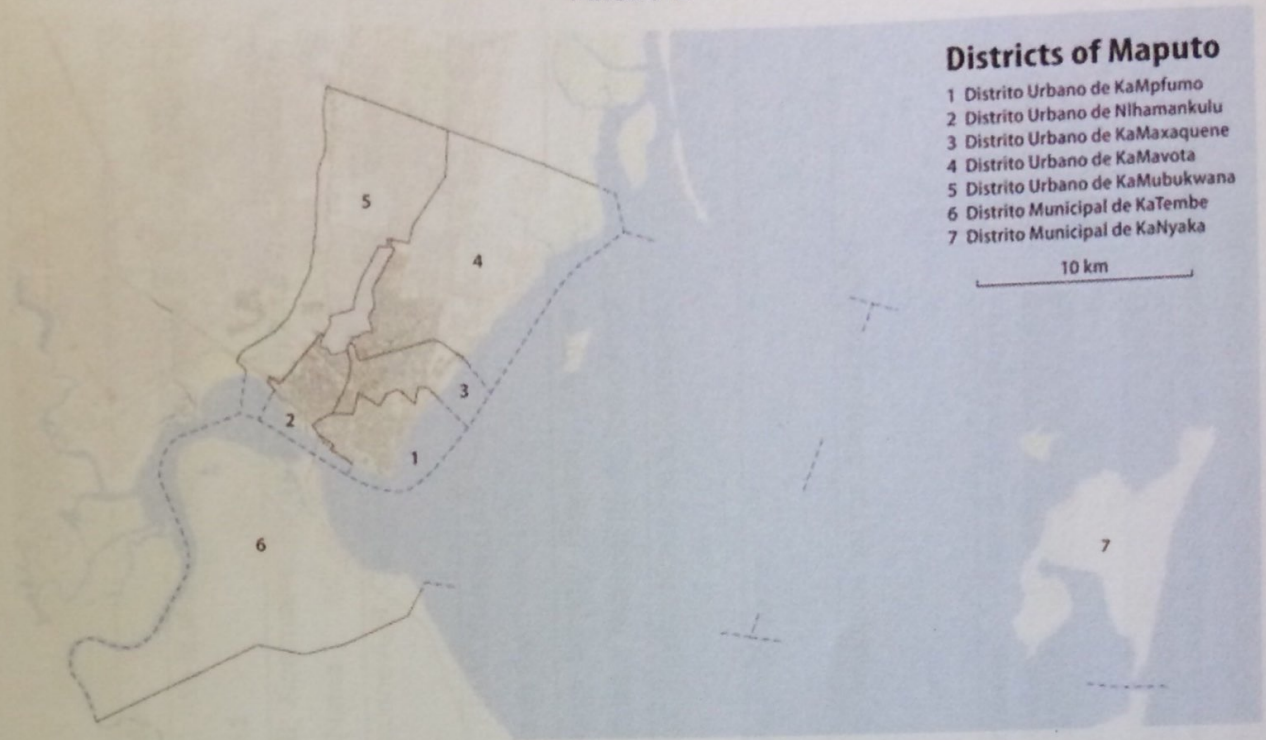 Districts of Maputo
1 Distrito Urbano de KaMpfumo
2 Distrito Urbano de Nlhamankulu
3 Distrito Urbano de KaMaxaquene
4 Distrito Urbano de KaMavota
5 Distrito Urbano de KaMubukwana
6 Distrito Municipal de KaTembe
7 Distrito Municipal de KaNyaka
10 km
5
4
3
2
1
6
7